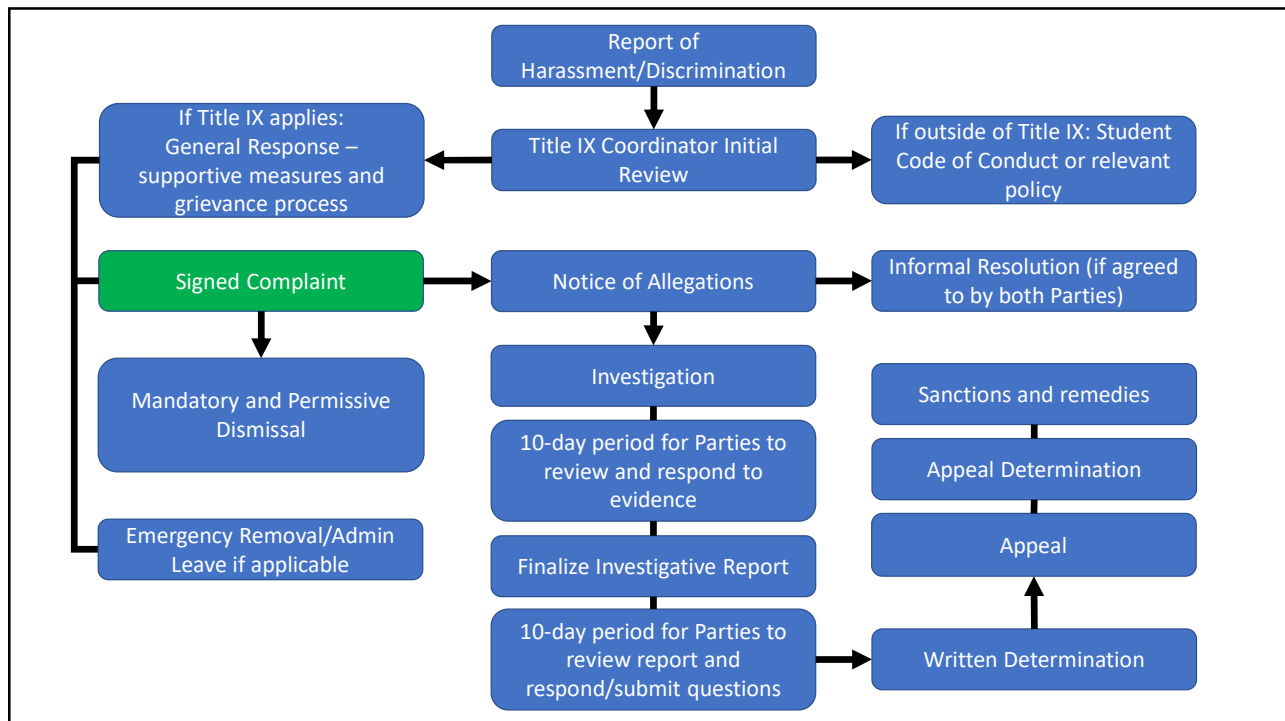 Report of
Harassment/Discrimination
If Title IX applies:
General Response –
supportive measures and
grievance process
Title IX Coordinator Initial
Review
If outside of Title IX: Student
Code of Conduct or relevant
policy
Signed Complaint
Notice of Allegations
Informal Resolution (if agreed
to by both Parties)
Mandatory and Permissive
Dismissal
Investigation
Sanctions and remedies
10-day period for Parties to
review and respond to
evidence
Appeal Determination
Emergency Removal/Admin
Leave if applicable
Finalize Investigative Report
Appeal
10-day period for Parties to
review report and
respond/submit questions
Written Determination